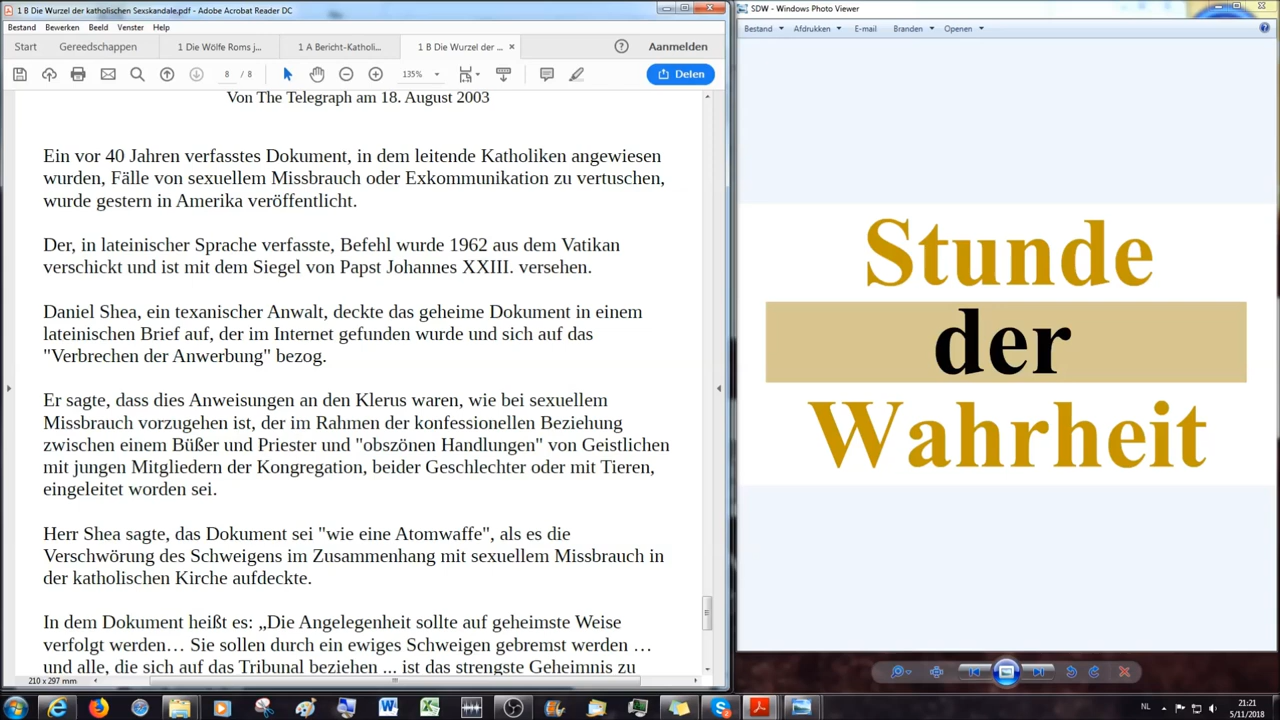 1 B Die Wurzel der katholischen Sexskandale.pdf - Adobe Acrobat Reader DC
Bestand Bewerken Beeld Venster Help
Start Gereedschappen 1 Die Wölfe Roms j... 1 A Bericht-Katholi... 1 B Die Wurzel der ... × Aanmelden
8 / 8 135% Delen
Von The Telegraph am 18. August 2003
Ein vor 40 Jahren verfasstes Dokument, in dem leitende Katholiken angewiesen
wurden, Fälle von sexuellem Missbrauch oder Exkommunikation zu vertuschen,
wurde gestern in Amerika veröffentlicht.
Der, in lateinischer Sprache verfasste, Befehl wurde 1962 aus dem Vatikan
verschickt und ist mit dem Siegel von Papst Johannes XXIII. versehen.
Daniel Shea, ein texanischer Anwalt, deckte das geheime Dokument in einem
lateinischen Brief auf, der im Internet gefunden wurde und sich auf das
"Verbrechen der Anwerbung" bezog.
Er sagte, dass dies Anweisungen an den Klerus waren, wie bei sexuellem
Missbrauch vorzugehen ist, der im Rahmen der konfessionellen Beziehung
zwischen einem Büßer und Priester und "obszönen Handlungen" von Geistlichen
mit jungen Mitgliedern der Kongregation, beider Geschlechter oder mit Tieren,
eingeleitet worden sei.
Herr Shea sagte, das Dokument sei "wie eine Atomwaffe", als es die
Verschwörung des Schweigens im Zusammenhang mit sexuellem Missbrauch in
der katholischen Kirche aufdeckte.
In dem Dokument heißt es: „Die Angelegenheit sollte auf geheimste Weise
verfolgt werden… Sie sollen durch ein ewiges Schweigen gebremst werden …
und alle, die sich auf das Tribunal beziehen ... ist das strengste Geheimnis zu
210 x 297 mm
SDW - Windows Photo Viewer
Bestand Afdrukken E-mail Branden Openen
Stunde
der
Wahrheit
NL 21:21
5/11/2018